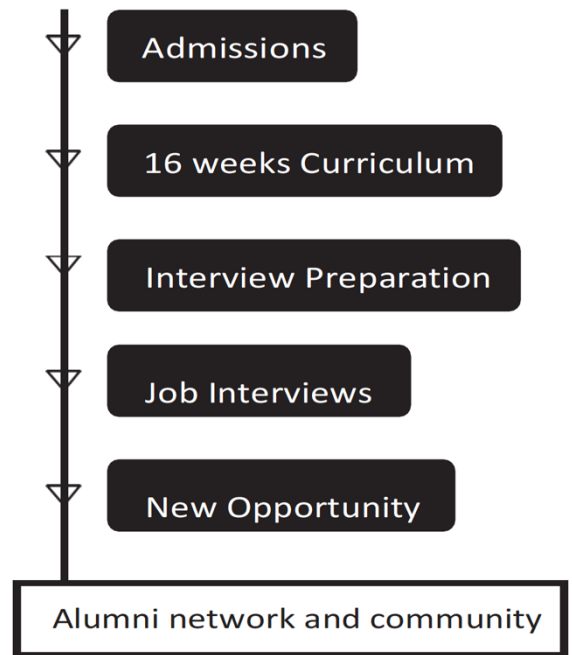 Admissions
16 weeks Curriculum
Interview Preparation
Job Interviews
New Opportunity
Alumni network and community